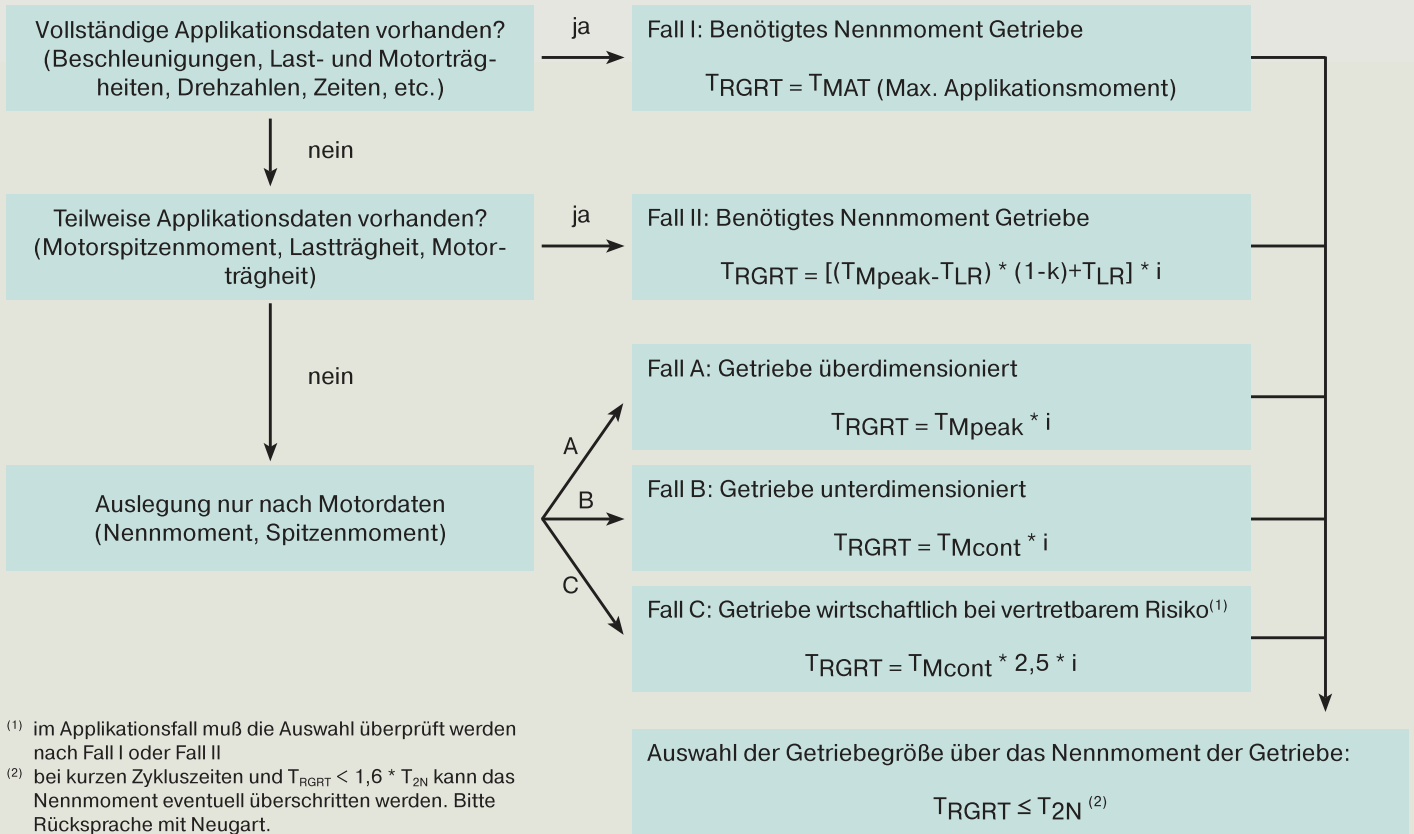 Vollständige Applikationsdaten vorhanden?
(Beschleunigungen, Last- und Motorträg-
heiten, Drehzahlen, Zeiten, etc.)
ja
Fall I: Benötigtes Nennmoment Getriebe
TRGRT = TMAT (Max. Applikationsmoment)
nein
Teilweise Applikationsdaten vorhanden?
(Motorspitzenmoment, Lastträgheit, Motor-
trägheit)
ja
Fall II: Benötigtes Nennmoment Getriebe
TRGRT = [(TMpeak-TLR) * (1-k)+TLR] * i
nein
Auslegung nur nach Motordaten
(Nennmoment, Spitzenmoment)
A
Fall A: Getriebe überdimensioniert
TRGRT = TMpeak * i
B
Fall B: Getriebe unterdimensioniert
TRGRT = TMcont * i
C
Fall C: Getriebe wirtschaftlich bei vertretbarem Risiko(1)
TRGRT = TMcont * 2,5 * i
(1) im Applikationsfall muß die Auswahl überprüft werden
nach Fall I oder Fall II
(2) bei kurzen Zykluszeiten und TRGRT < 1,6 * T2N kann das
Nennmoment eventuell überschritten werden. Bitte
Rücksprache mit Neugart.
Auswahl der Getriebegröße über das Nennmoment der Getriebe:
TRGRT ≤ T2N (2)